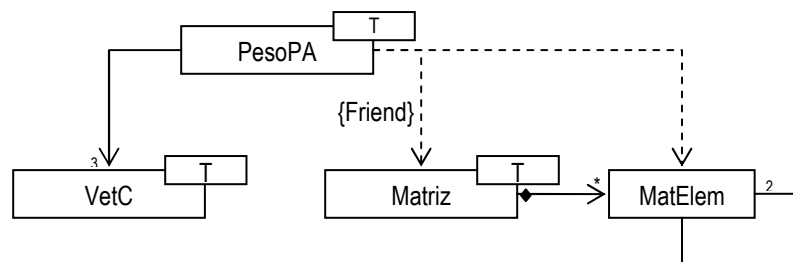 T
PesoPA
{Friend}
3
T
VetC
T
Matriz
*
MatElem
2